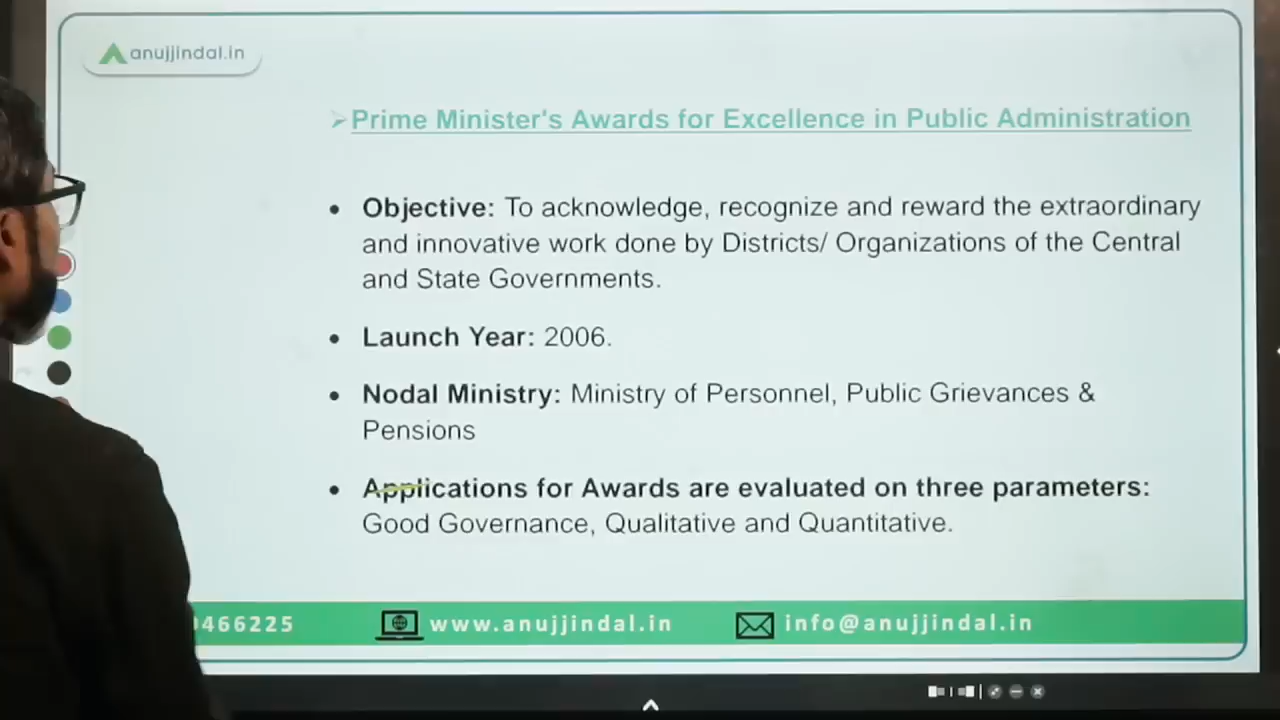 anujjindal.in
Prime Minister's Awards for Excellence in Public Administration
• Objective: To acknowledge, recognize and reward the extraordinary
and innovative work done by Districts/ Organizations of the Central
and State Governments.
• Launch Year: 2006.
• Nodal Ministry: Ministry of Personnel, Public Grievances &
Pensions
• Applications for Awards are evaluated on three parameters:
Good Governance, Qualitative and Quantitative.
466225 www.anujjindal.in info@anujjindal.in